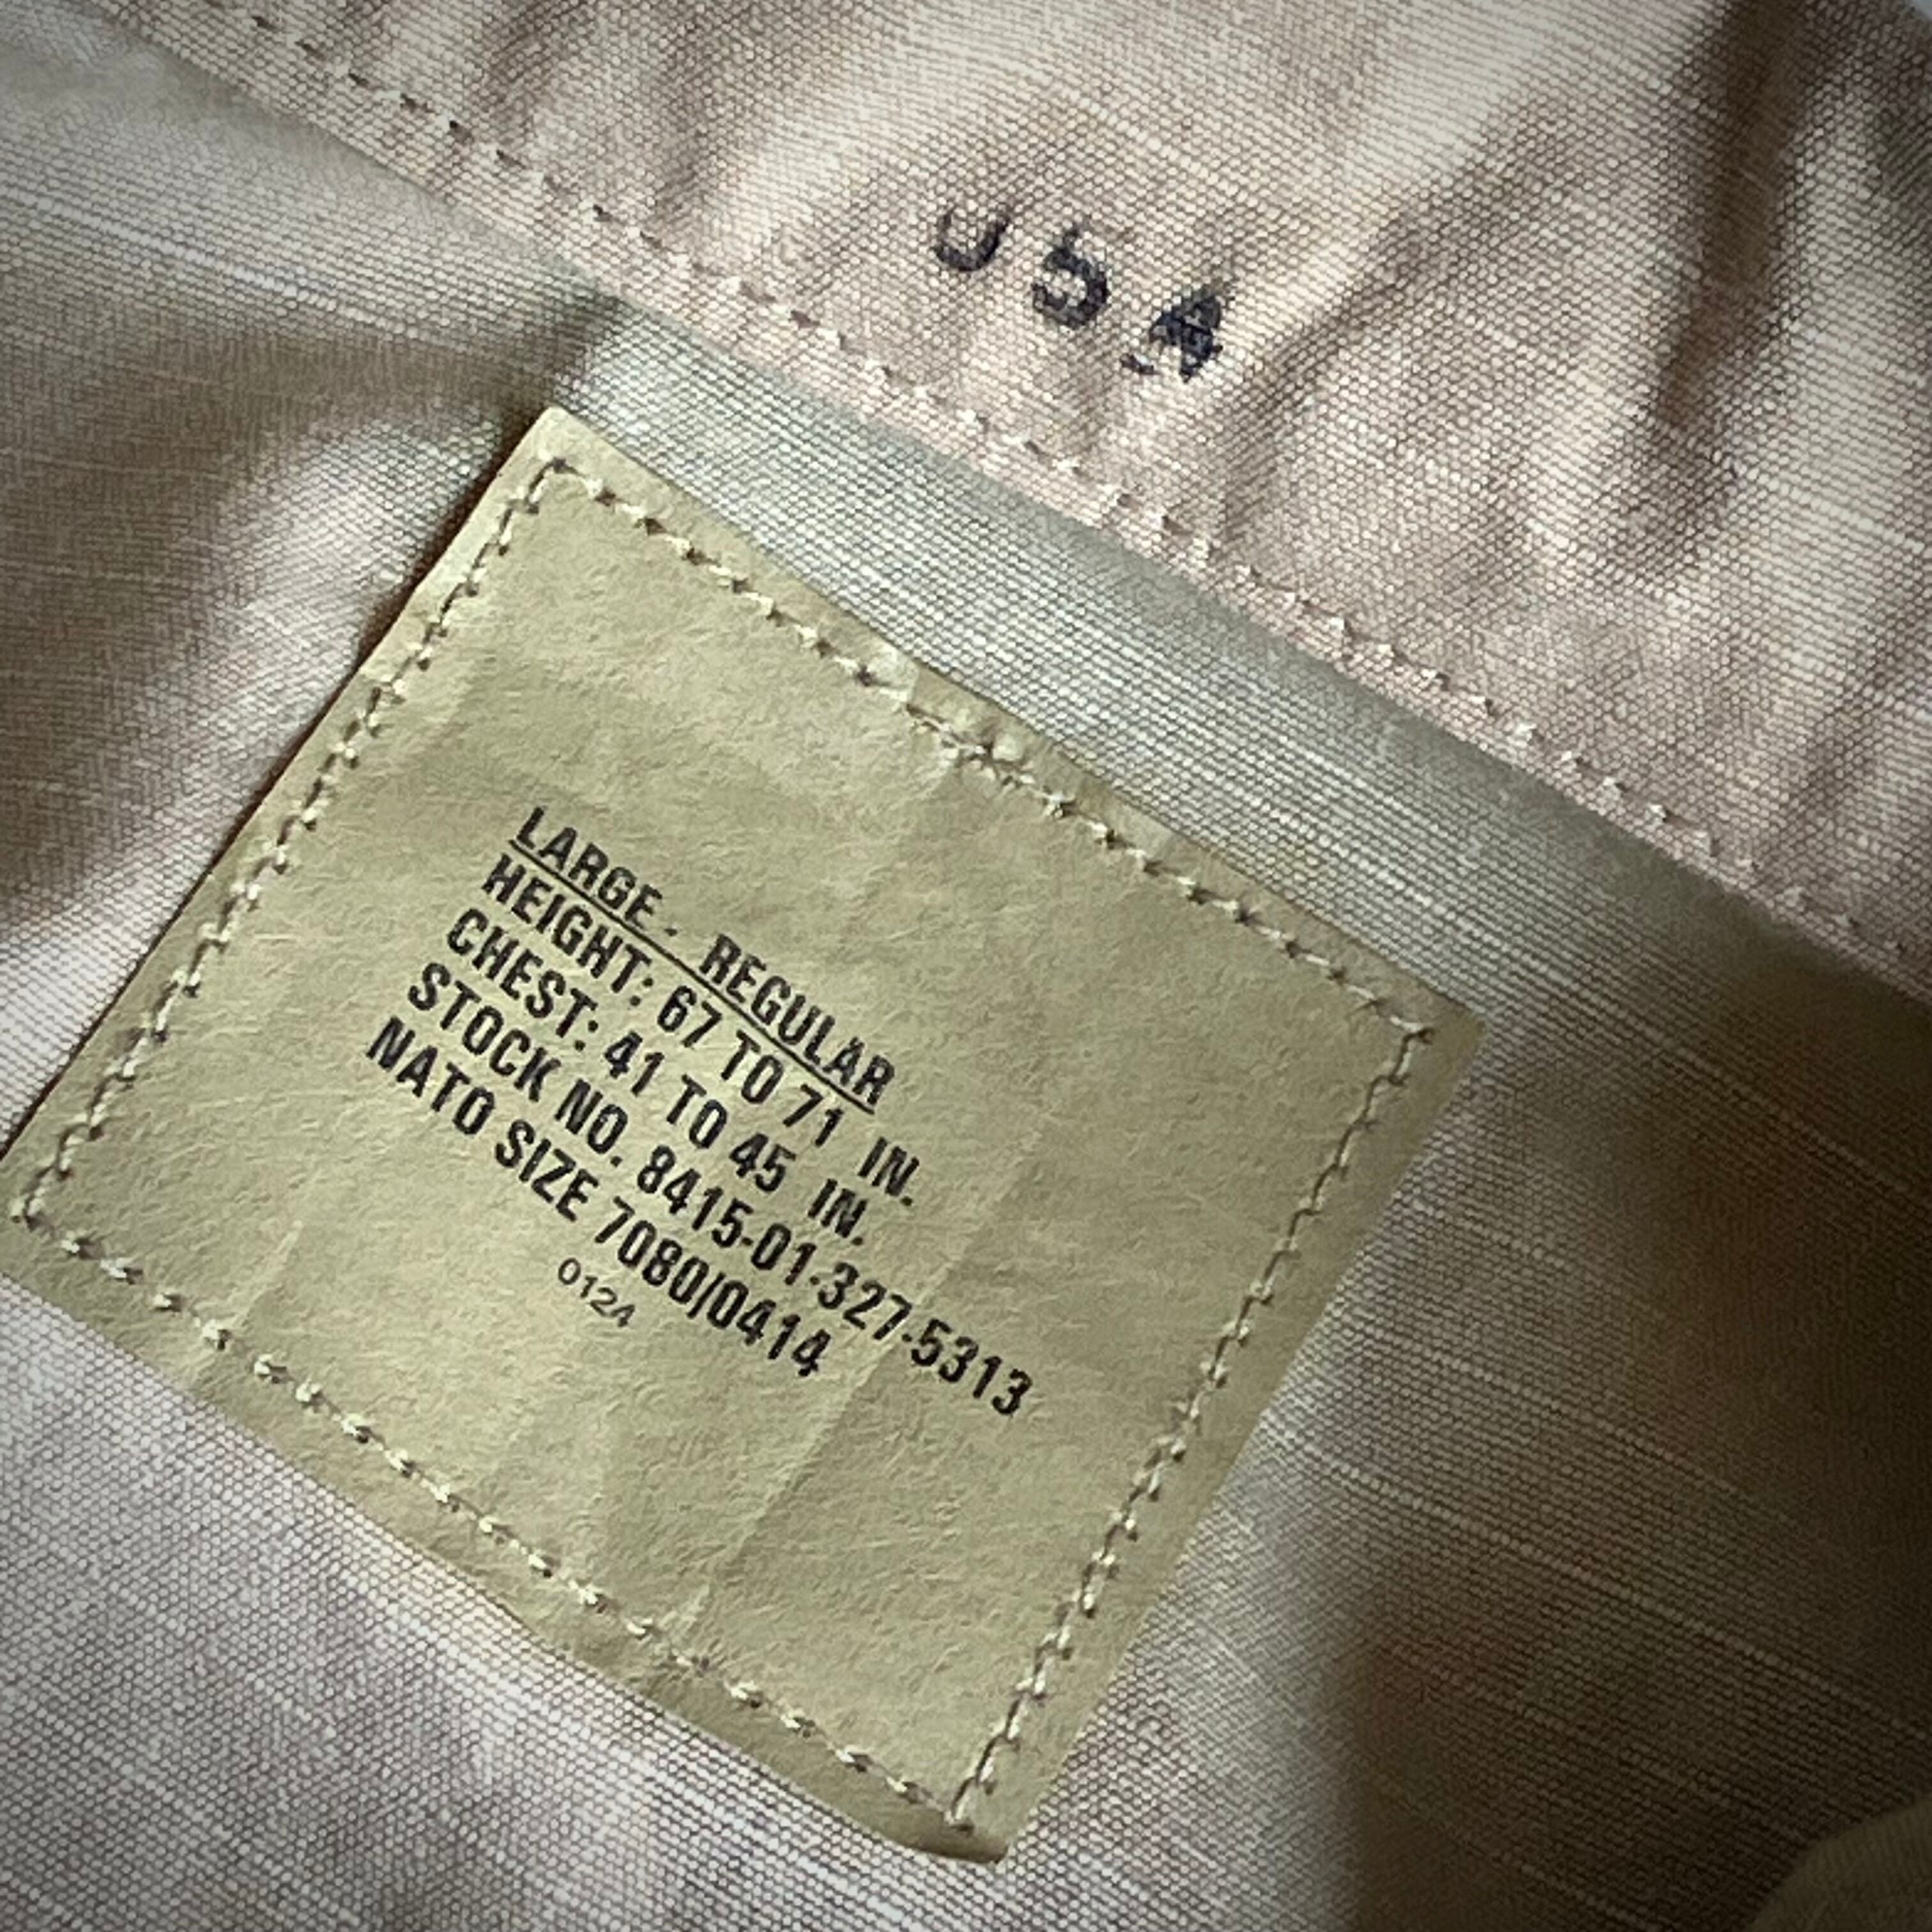 USA
LARGE - REGULAR
HEIGHT: 67 TO 71 IN.
CHEST: 41 TO 45 IN.
STOCK NO. 8415-01-327-5313
NATO SIZE 7080/0414
0124